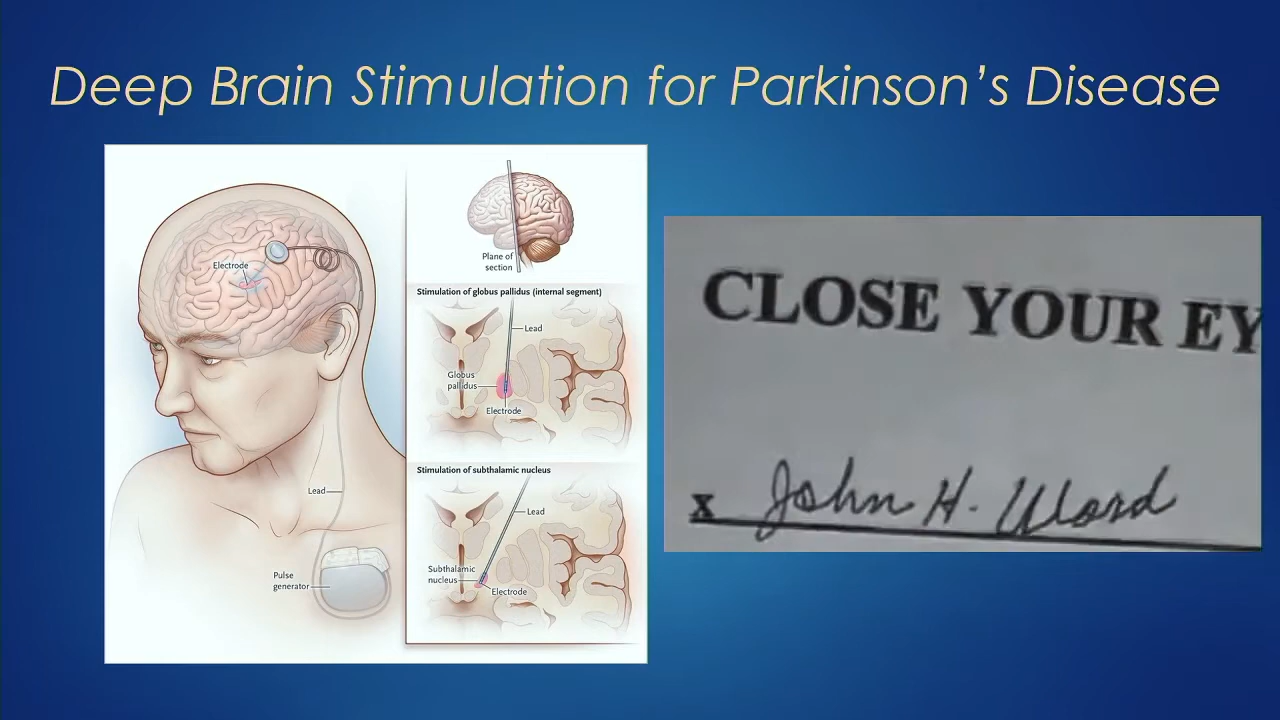 Deep Brain Stimulation for Parkinson's Disease
Electrode
Lead
Pulse
generator
Plane of
section
Stimulation of globus pallidus (internal segment)
Lead
Globus
pallidus
Electrode
Stimulation of subthalamic nucleus
Lead
Subthalamic
nucleus
Electrode
CLOSE YOUR EY
x John H. Word